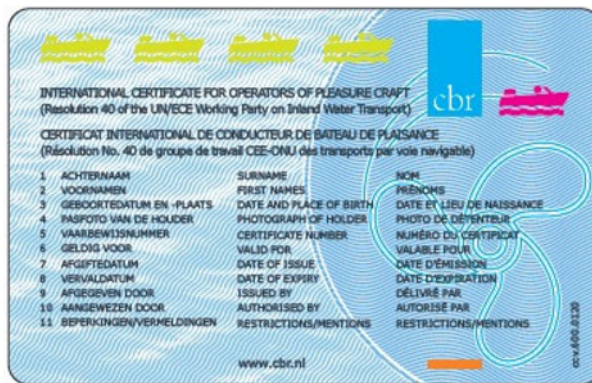 cbr
INTERNATIONAL CERTIFICATE FOR OPERATORS OF PLEASURE CRAFT
(Resolution 40 of the UN/ECE Working Party on Inland Water Transport)
CERTIFICAT INTERNATIONAL DE CONDUCTEUR DE BATEAU DE PLAISANCE
(Résolution No. 40 de groupe de travail CEE-ONU des transports par voie navigable)
1 ACHTERNAAM SURNAME NOM
2 VOORNAMEN FIRST NAMES PRÉNOMS
3 GEBOORTEDATUM EN -PLAATS DATE AND PLACE OF BIRTH DATE ET LIEU DE NAISSANCE
4 PASFOTO VAN DE HOUDER PHOTOGRAPH OF HOLDER PHOTO DE DÉTENTEUR
5 VAARBEWIJSNUMMER CERTIFICATE NUMBER NUMÉRO DU CERTIFICAT
6 GELDIG VOOR VALID FOR VALABLE POUR
7 AFGIFTEDATUM DATE OF ISSUE DATE D'ÉMISSION
8 VERVALDATUM DATE OF EXPIRY DATE D'EXPIRATION
9 AFGEGEVEN DOOR ISSUED BY DÉLIVRÉ PAR
10 AANGEWEZEN DOOR AUTHORISED BY AUTORISÉ PAR
11 BEPERKINGEN/VERMELDINGEN RESTRICTIONS/MENTIONS RESTRICTIONS/MENTIONS
www.cbr.nl
ccv.600.0120